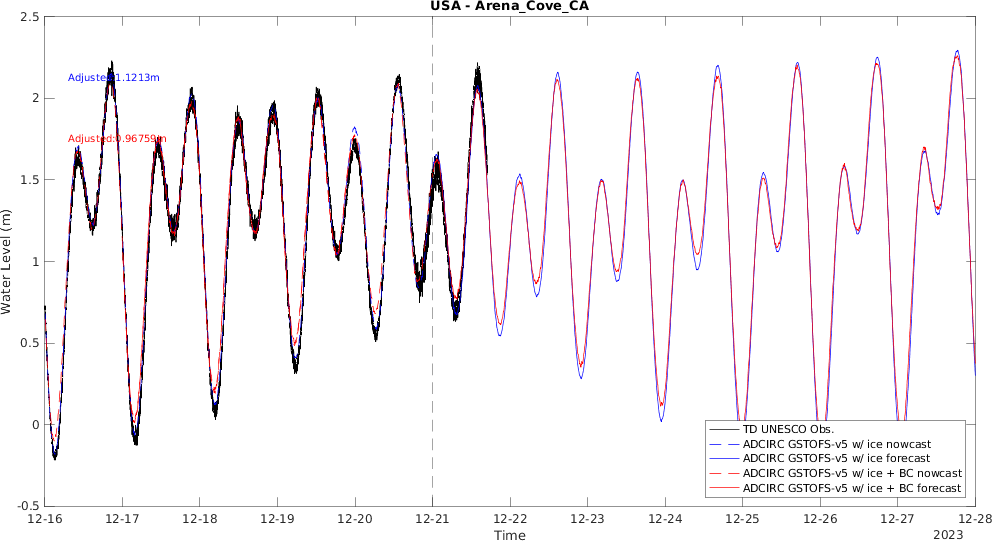 USA - Arena_Cove_CA
2.5
2
1.5
1
0.5
0
-0.5
Water Level (m)
Adjusted:1.1213m
Adjusted:0.96759m
TD UNESCO Obs.
ADCIRC GSTOFS-v5 w/ ice nowcast
ADCIRC GSTOFS-v5 w/ ice forecast
ADCIRC GSTOFS-v5 w/ ice + BC nowcast
ADCIRC GSTOFS-v5 w/ ice + BC forecast
12-16 12-17 12-18 12-19 12-20 12-21 12-22 12-23 12-24 12-25 12-26 12-27 12-28
Time
2023